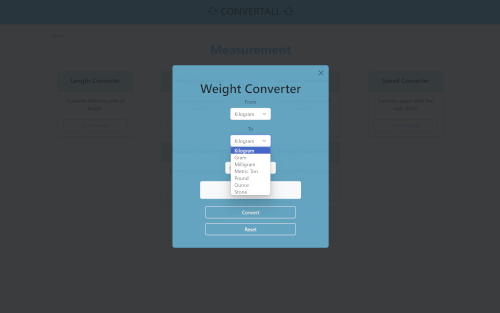 CONVERTALL
Measurement
Length Converter
Speed Converter
Weight Converter
From
Kilogram
To
Kilogram
Kilogram
Gram
Milligram
Metric Ton
Pound
Ounce
Stone
Convert
Reset